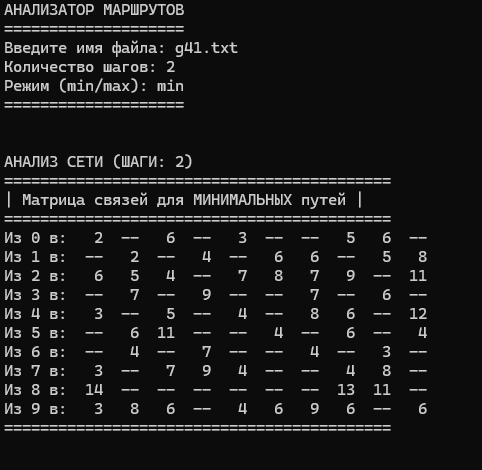 АНАЛИЗАТОР МАРШРУТОВ
====================
Введите имя файла: g41.txt
Количество шагов: 2
Режим (min/max): min
====================
АНАЛИЗ СЕТИ (ШАГИ: 2)
===========================================
| Матрица связей для МИНИМАЛЬНЫХ путей |
===========================================
Из 0 в:   2  --   6  --   3  --  --   5   6  --
Из 1 в:  --   2  --   4  --   6   6  --   5   8
Из 2 в:   6   5   4  --   7   8   7   9  --  11
Из 3 в:  --   7  --   9  --  --   7  --   6  --
Из 4 в:   3  --   5  --   4  --   8   6  --  12
Из 5 в:  --   6  11  --  --   4  --   6  --   4
Из 6 в:  --   4  --   7  --  --   4  --   3  --
Из 7 в:   3  --   7   9   4  --  --   4   8  --
Из 8 в:  14  --  --  --  --  --  --  13  11  --
Из 9 в:   3   8   6  --   4   6   9   6  --   6
===========================================